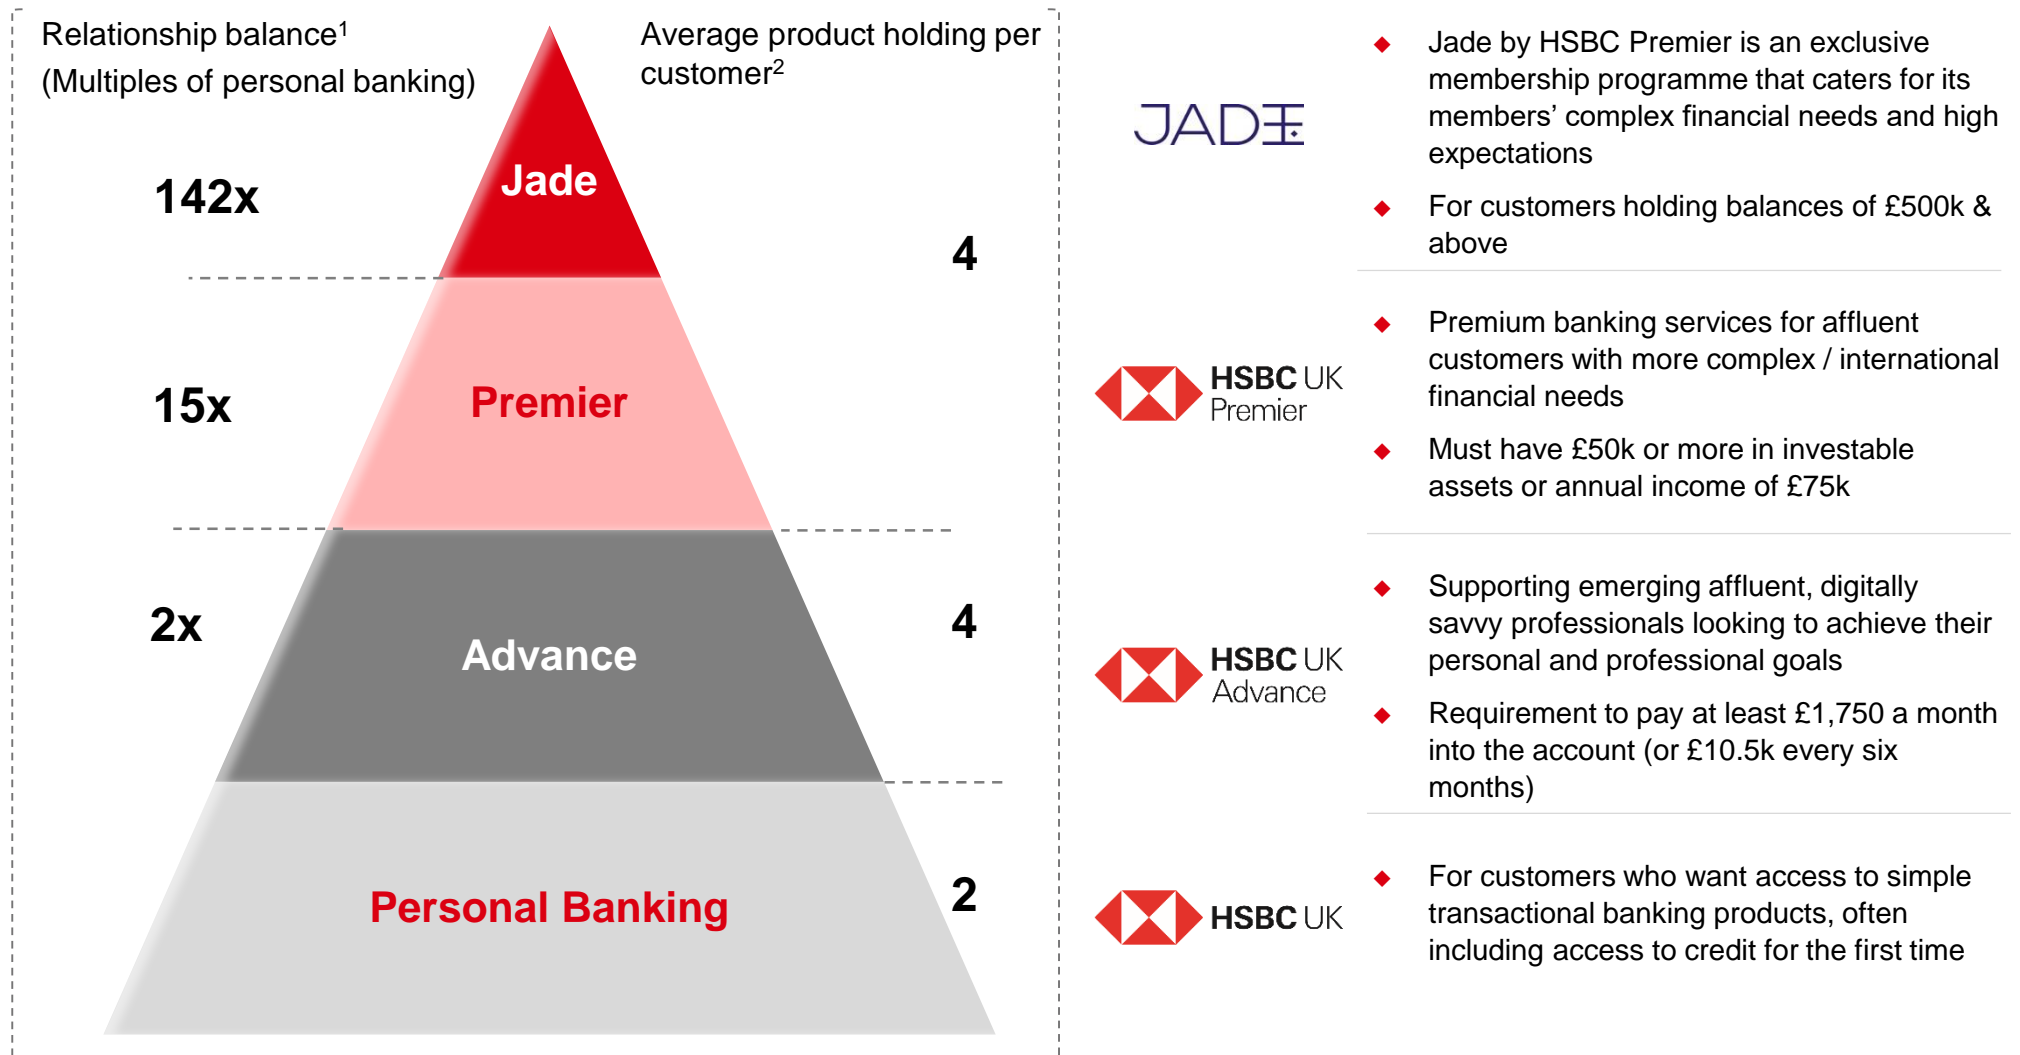 Relationship balance¹
(Multiples of personal banking)
Average product holding per
customer²
142x
Jade
4
15x
Premier
2x
Advance
4
Personal Banking
2
JADE
Jade by HSBC Premier is an exclusive
membership programme that caters for its
members’ complex financial needs and high
expectations
For customers holding balances of £500k &
above
HSBC UK
Premier
Premium banking services for affluent
customers with more complex / international
financial needs
Must have £50k or more in investable
assets or annual income of £75k
HSBC UK
Advance
Supporting emerging affluent, digitally
savvy professionals looking to achieve their
personal and professional goals
Requirement to pay at least £1,750 a month
into the account (or £10.5k every six
months)
HSBC UK
For customers who want access to simple
transactional banking products, often
including access to credit for the first time